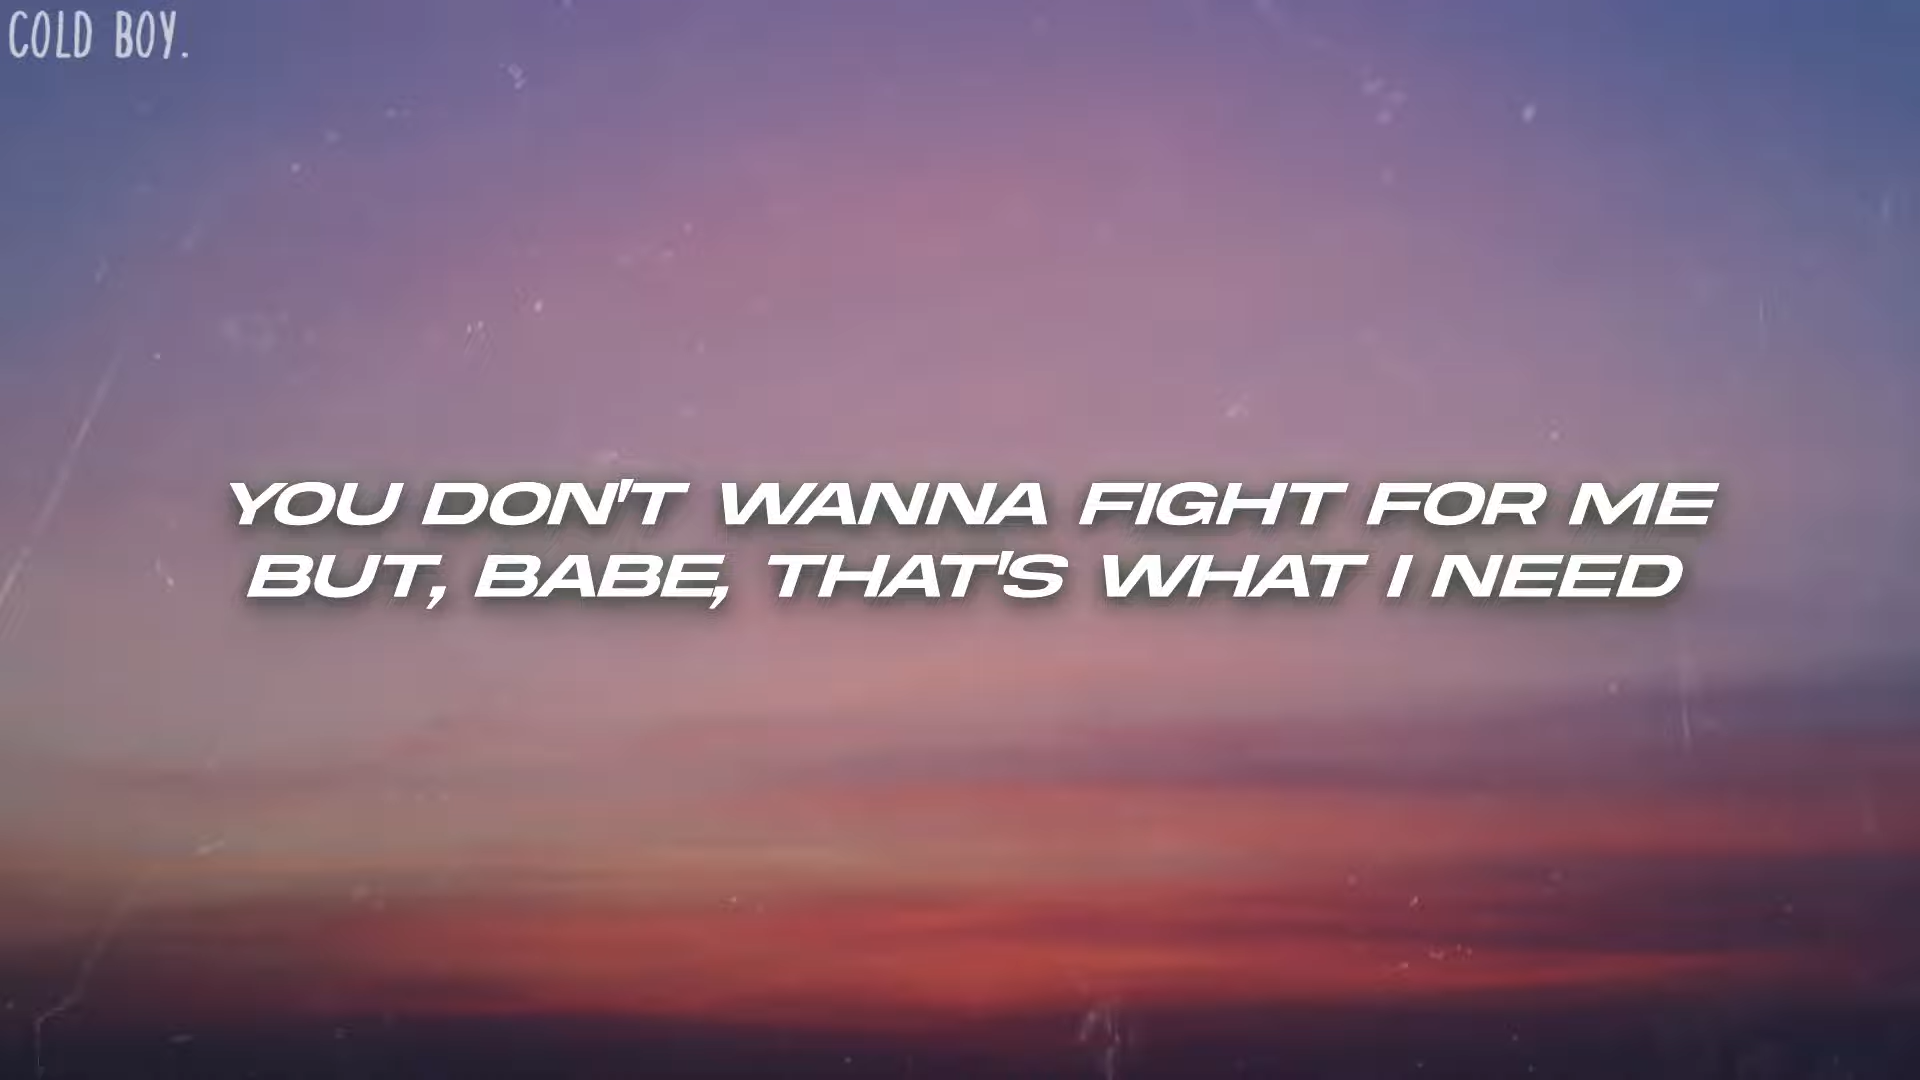 COLD BOY.
YOU DON'T WANNA FIGHT FOR ME
BUT, BABE, THAT'S WHAT I NEED